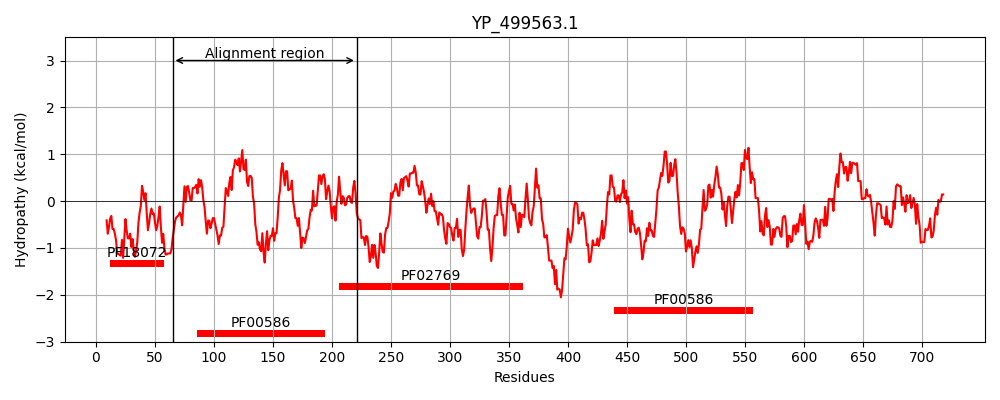 YP_499563.1
Alignment region
3
2
1
0
−1
−2
−3
Hydropathy (kcal/mol)
PF18072
PF02769
PF00586
PF00586
0 50 100 150 200 250 300 350 400 450 500 550 600 650 700
Residues